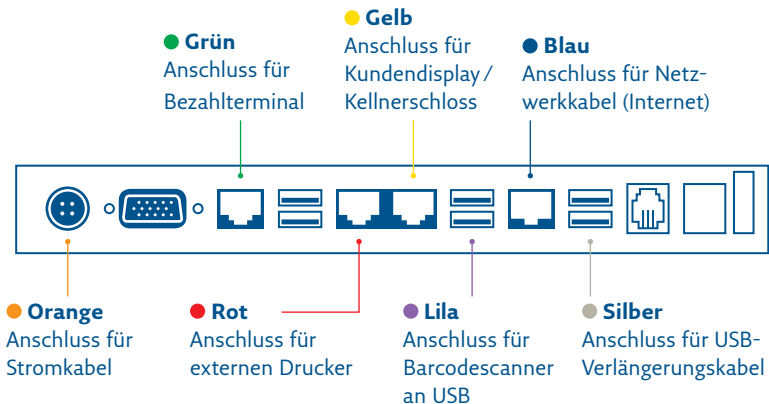 Grün
Anschluss für
Bezahlterminal
Gelb
Anschluss für
Kundendisplay /
Kellnerschloss
Blau
Anschluss für Netz-
werkkabel (Internet)
Orange
Anschluss für
Stromkabel
Rot
Anschluss für
externen Drucker
Lila
Anschluss für
Barcodescanner
an USB
Silber
Anschluss für USB-
Verlängerungskabel